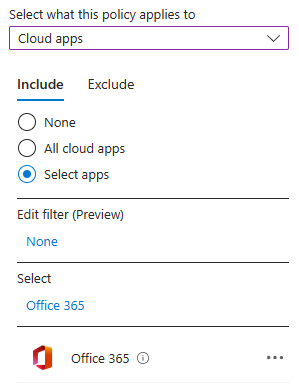 Select what this policy applies to
Cloud apps
Include Exclude
None
All cloud apps
Select apps
Edit filter (Preview)
None
Select
Office 365
Office 365